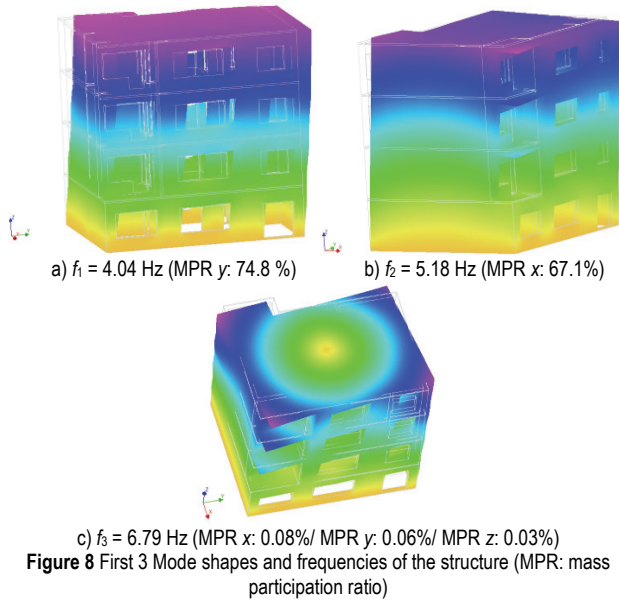 a) f₁ = 4.04 Hz (MPR y: 74.8 %)
b) f₂ = 5.18 Hz (MPR x: 67.1%)
c) f₃ = 6.79 Hz (MPR x: 0.08%/ MPR y: 0.06%/ MPR z: 0.03%)
Figure 8 First 3 Mode shapes and frequencies of the structure (MPR: mass
participation ratio)